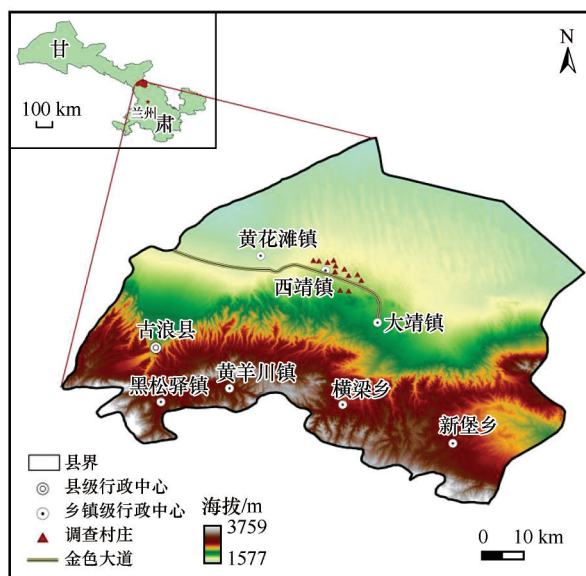 甘
肃
兰州
100 km
N
黄花滩镇
西靖镇
大靖镇
古浪县
黑松驿镇
黄羊川镇
横梁乡
新堡乡
县界
县级行政中心
乡镇级行政中心
调查村庄
金色大道
海拔/m
3759
1577
0 10 km